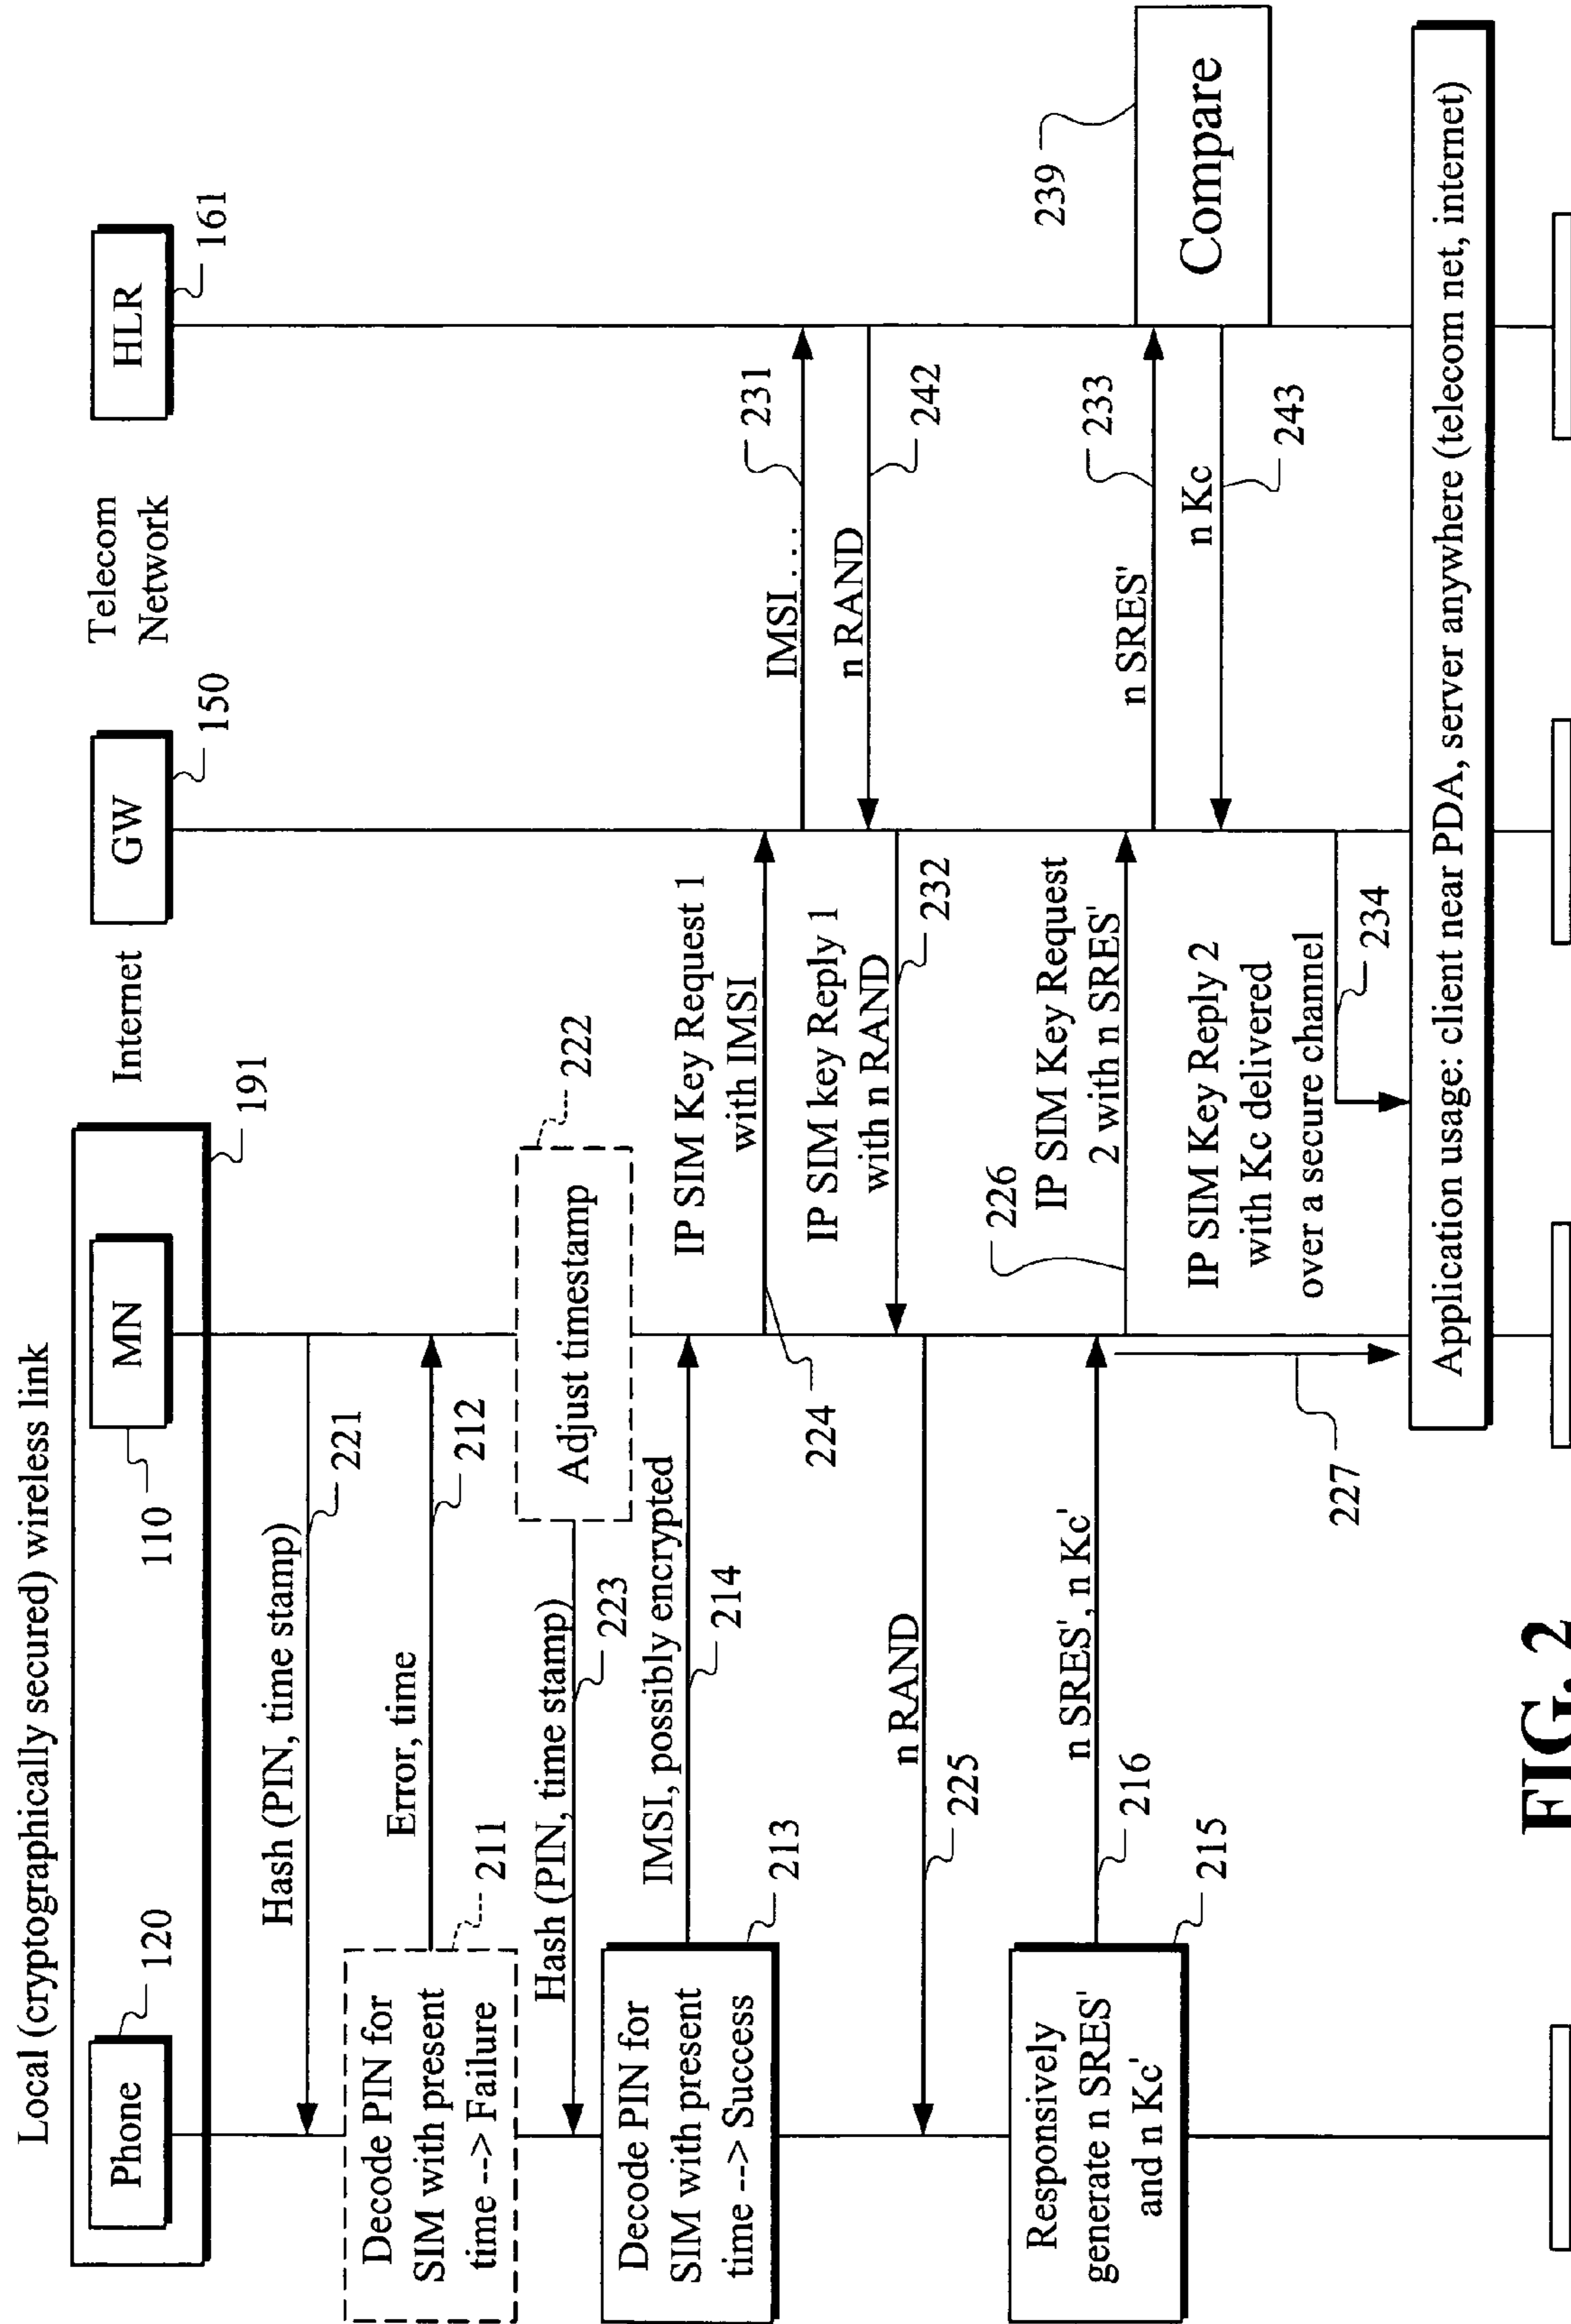 Local (cryptographically secured) wireless link
Phone
120
MN
110
191
Internet
GW
150
Telecom
Network
HLR
161
Hash (PIN, time stamp)
221
Decode PIN for
SIM with present
time --> Failure
211
Error, time
212
Adjust timestamp
222
Hash (PIN, time stamp)
223
Decode PIN for
SIM with present
time --> Success
213
IMSI, possibly encrypted
214
IP SIM Key Request 1
with IMSI
224
IMSI....
231
n RAND
242
IP SIM key Reply 1
with n RAND
232
n RAND
225
Responsively
generate n SRES'
and n Kc'
215
n SRES', n Kc'
216
226
IP SIM Key Request
2 with n SRES'
n SRES'
233
Compare
239
n Kc
243
IP SIM Key Reply 2
with Kc delivered
over a secure channel
234
227
Application usage: client near PDA, server anywhere (telecom net, internet)
FIG. 2